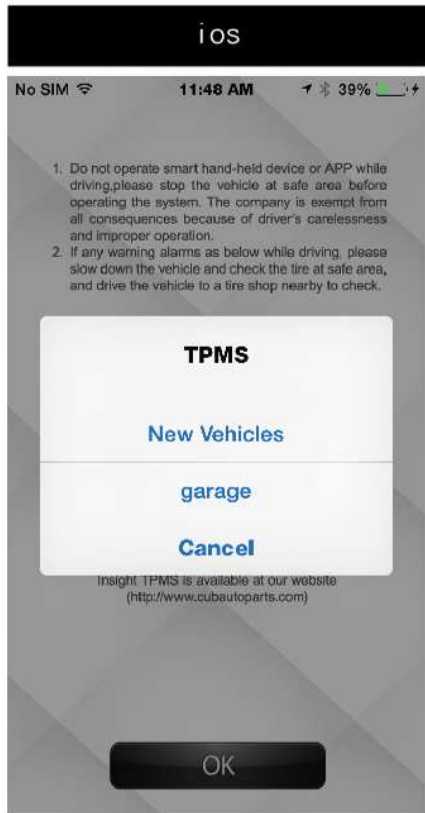 ios
No SIM
11:48 AM
39%
1. Do not operate smart hand-held device or APP while
driving,please stop the vehicle at safe area before
operating the system. The company is exempt from
all consequences because of driver's carelessness
and improper operation.
2. If any warning alarms as below while driving, please
slow down the vehicle and check the tire at safe area,
and drive the vehicle to a tire shop nearby to check.
TPMS
New Vehicles
garage
Cancel
Insight TPMS is available at our website
(http://www.cubautoparts.com)
OK